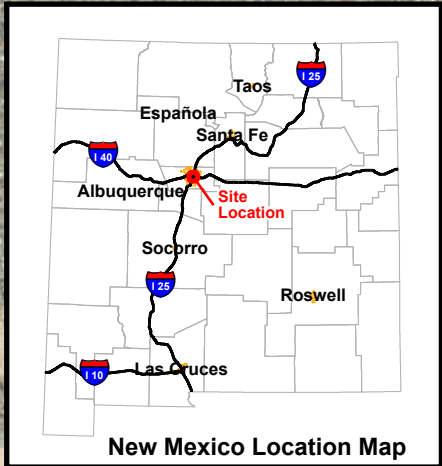 I 25
Taos
Española
Santa Fe
I 40
Albuquerque
Site
Location
Socorro
I 25
Roswell
I 10
Las Cruces
New Mexico Location Map